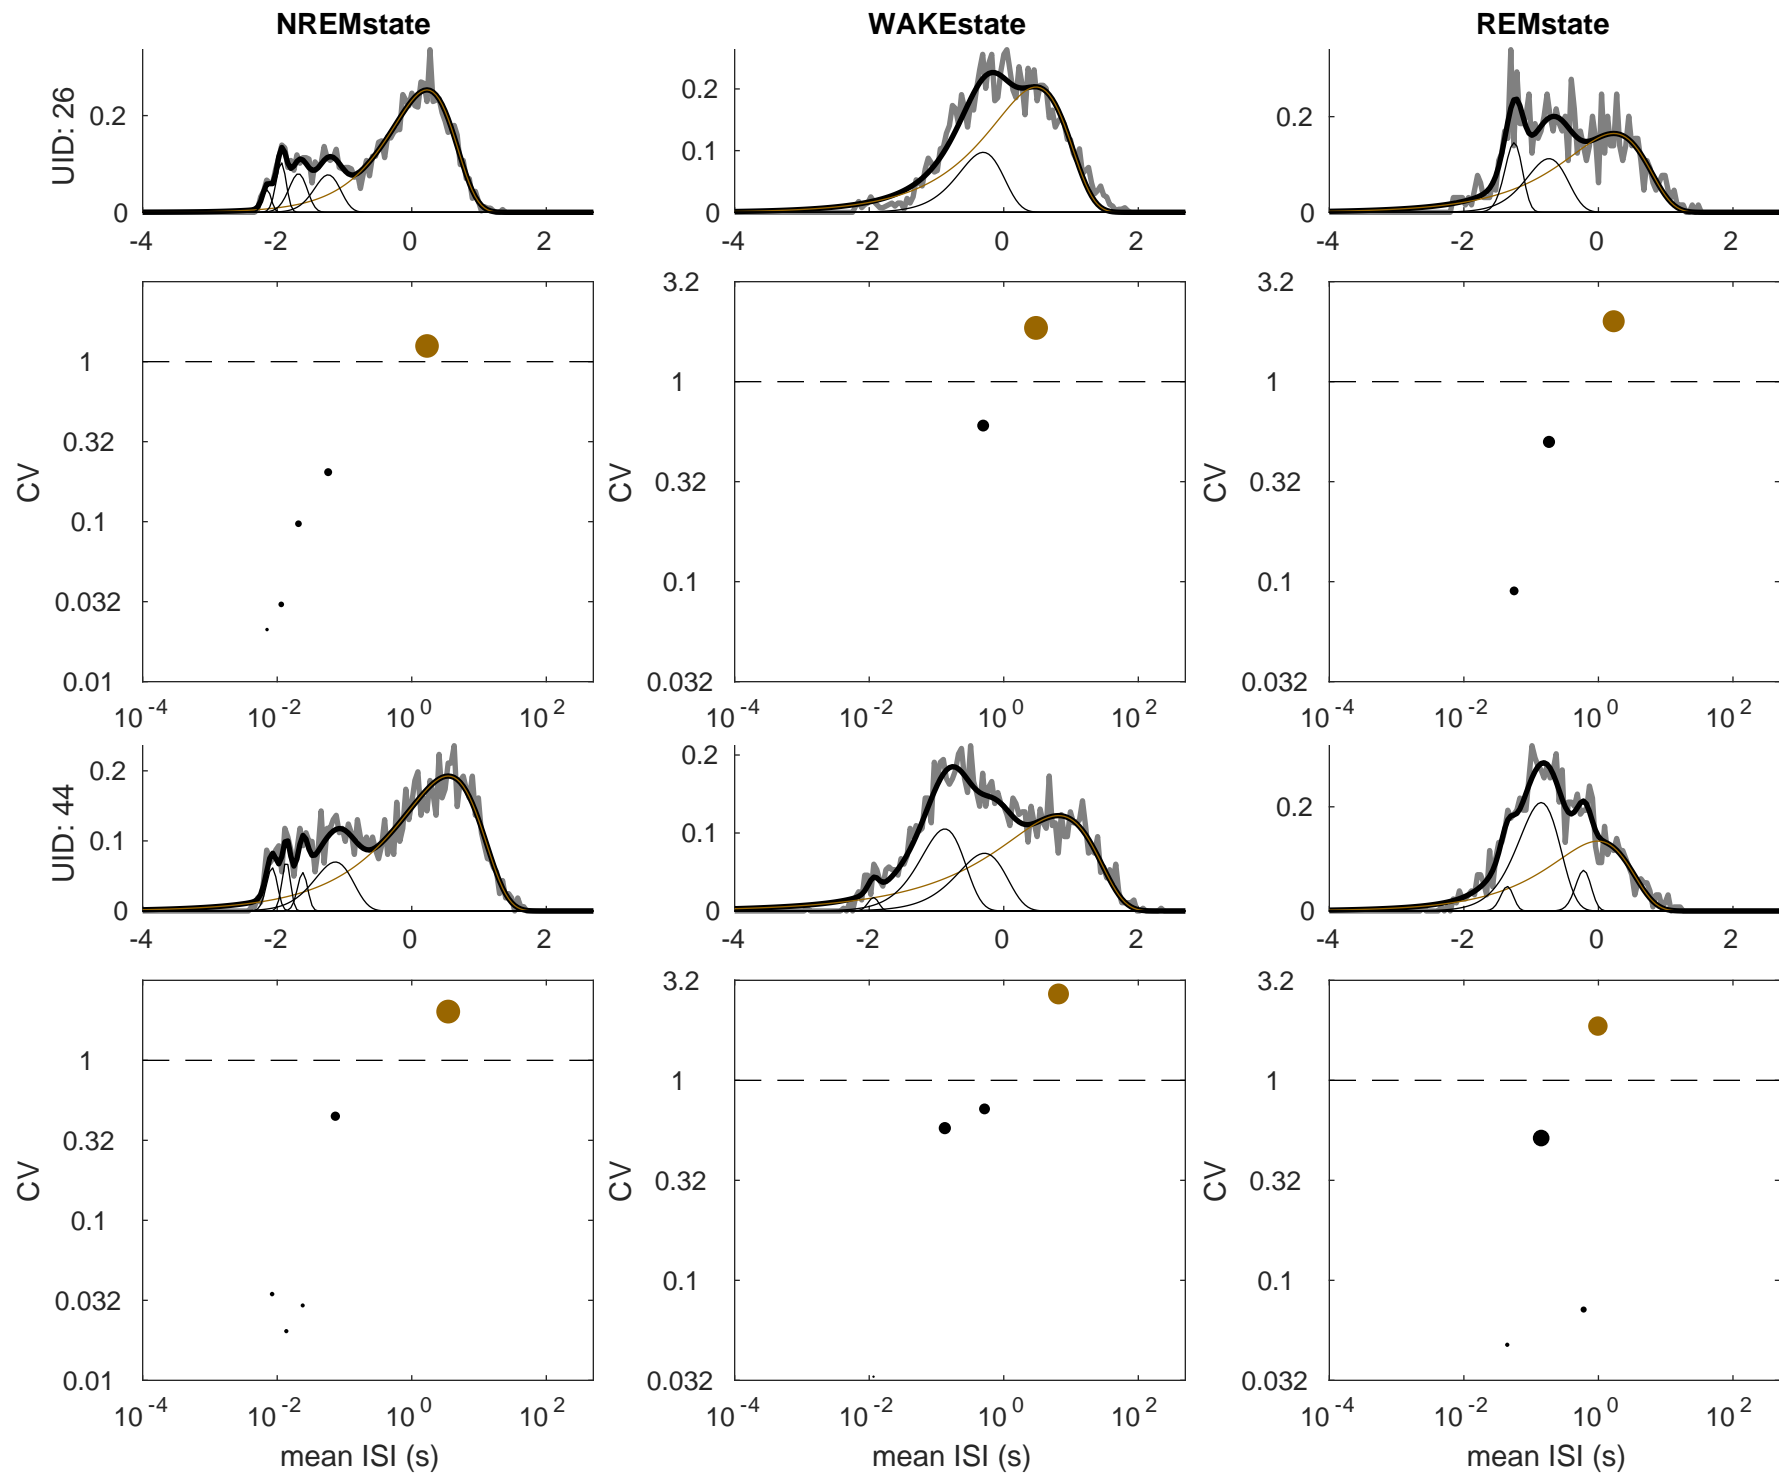 NREMstate WAKEstate REMstate
UID: 26
0.2 0.2 0.2
0.1
0 0 0
-4 -2 0 2 -4 -2 0 2 -4 -2 0 2
3.2 3.2
1 1 1
0.32 0.32 0.32
CV CV CV
0.1 0.1 0.1
0.032
0.01 0.032 0.032
10^-4 10^-2 10^0 10^2 10^-4 10^-2 10^0 10^2 10^-4 10^-2 10^0 10^2
UID: 44
0.2 0.2 0.2
0.1 0.1
0 0 0
-4 -2 0 2 -4 -2 0 2 -4 -2 0 2
3.2 3.2
1 1 1
0.32 0.32 0.32
CV CV CV
0.1 0.1 0.1
0.032
0.01 0.032 0.032
10^-4 10^-2 10^0 10^2 10^-4 10^-2 10^0 10^2 10^-4 10^-2 10^0 10^2
mean ISI (s) mean ISI (s) mean ISI (s)